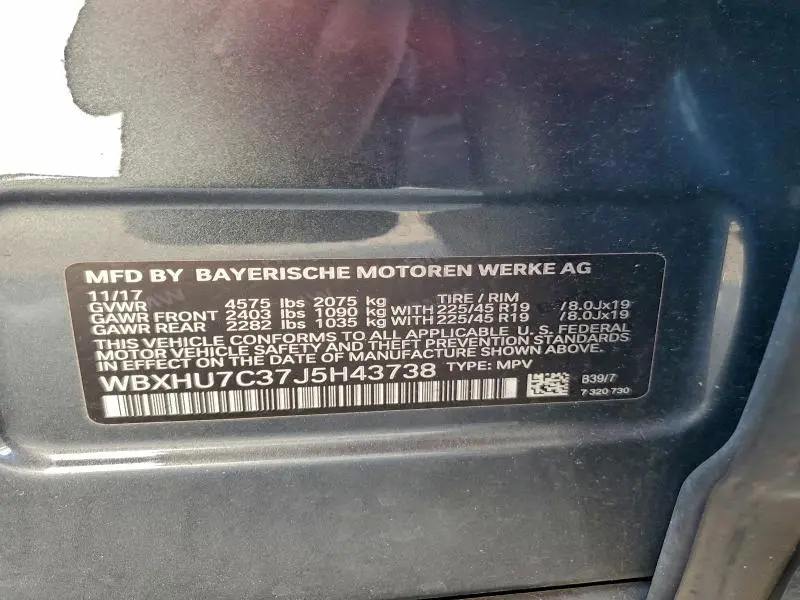 MFD BY BAYERISCHE MOTOREN WERKE AG
11/17 TIRE / RIM
GVWR 4575 lbs 2075 kg
GAWR FRONT 2403 lbs 1090 kg WITH 225/45 R19 /8.0Jx19
GAWR REAR 2282 lbs 1035 kg WITH 225/45 R19 /8.0Jx19
THIS VEHICLE CONFORMS TO ALL APPLICABLE U. S. FEDERAL
MOTOR VEHICLE SAFETY AND THEFT PREVENTION STANDARDS
IN EFFECT ON THE DATE OF MANUFACTURE SHOWN ABOVE.
WBXHU7C37J5H43738 TYPE: MPV
B39/7
7 320 730